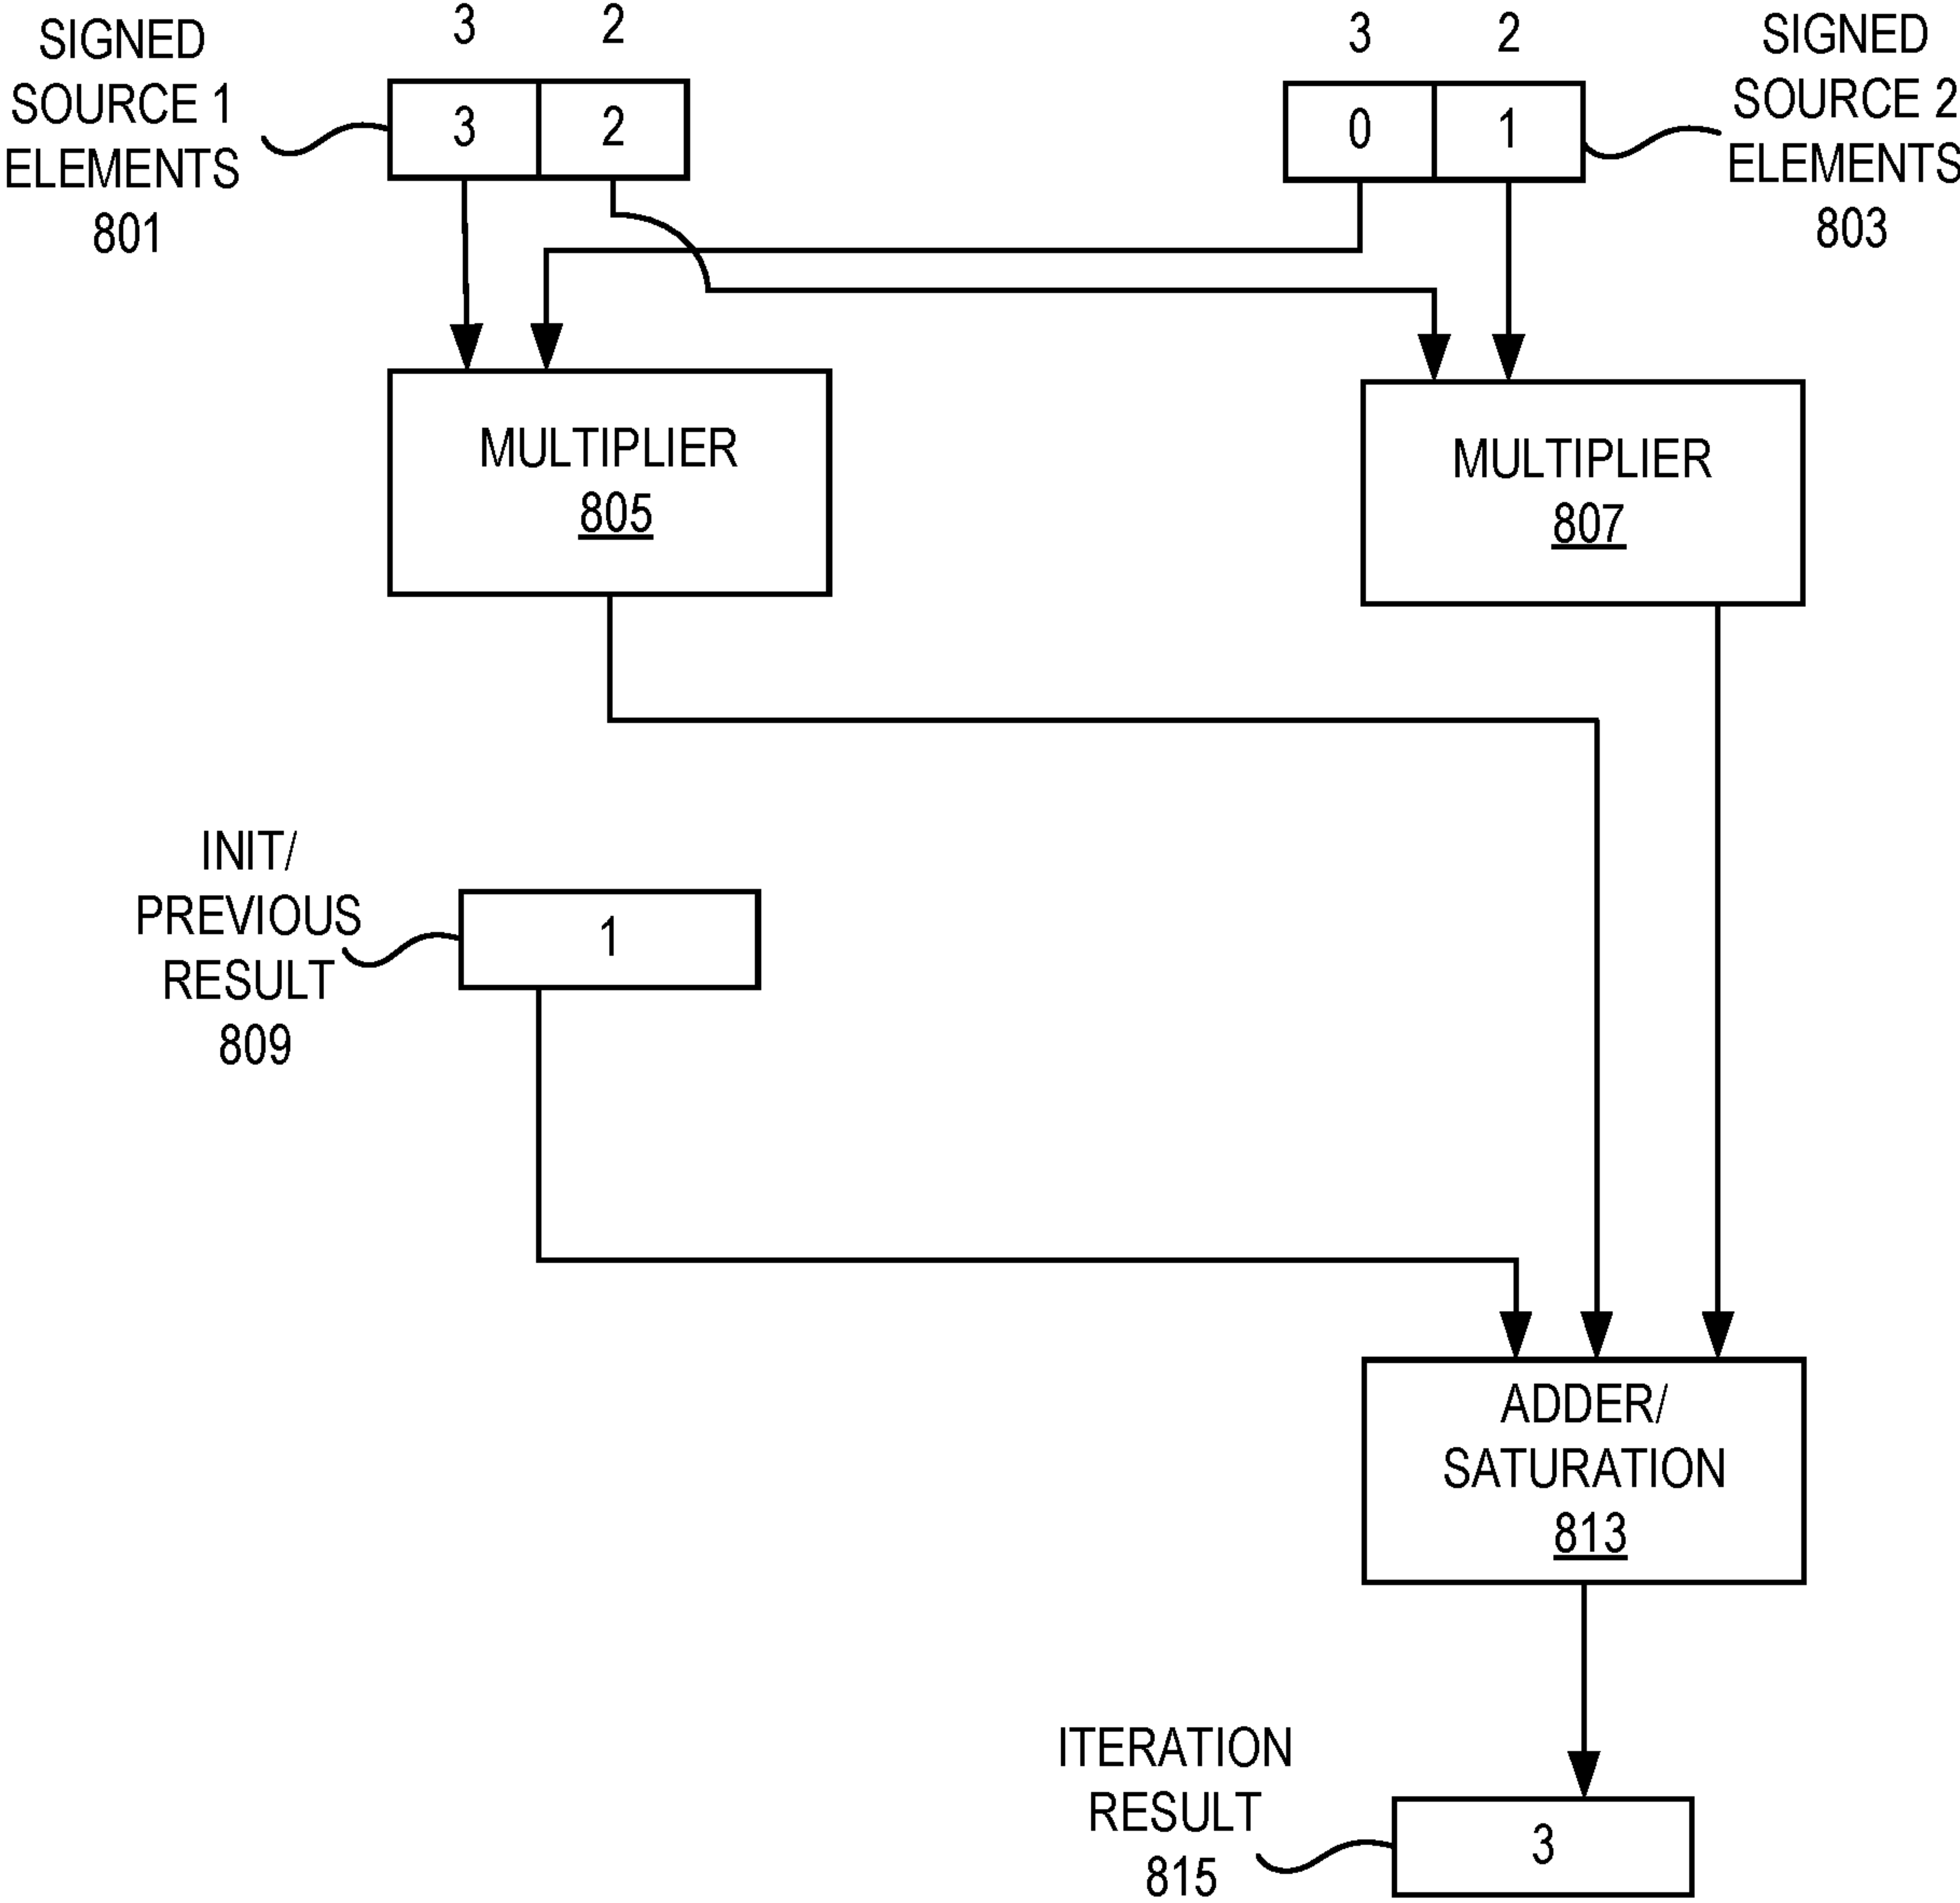 3 2
3 2
SIGNED
SOURCE 1
ELEMENTS
801
3 2
0 1
SIGNED
SOURCE 2
ELEMENTS
803
MULTIPLIER
805
MULTIPLIER
807
INIT/
PREVIOUS
RESULT
809
1
ADDER/
SATURATION
813
ITERATION
RESULT
815
3